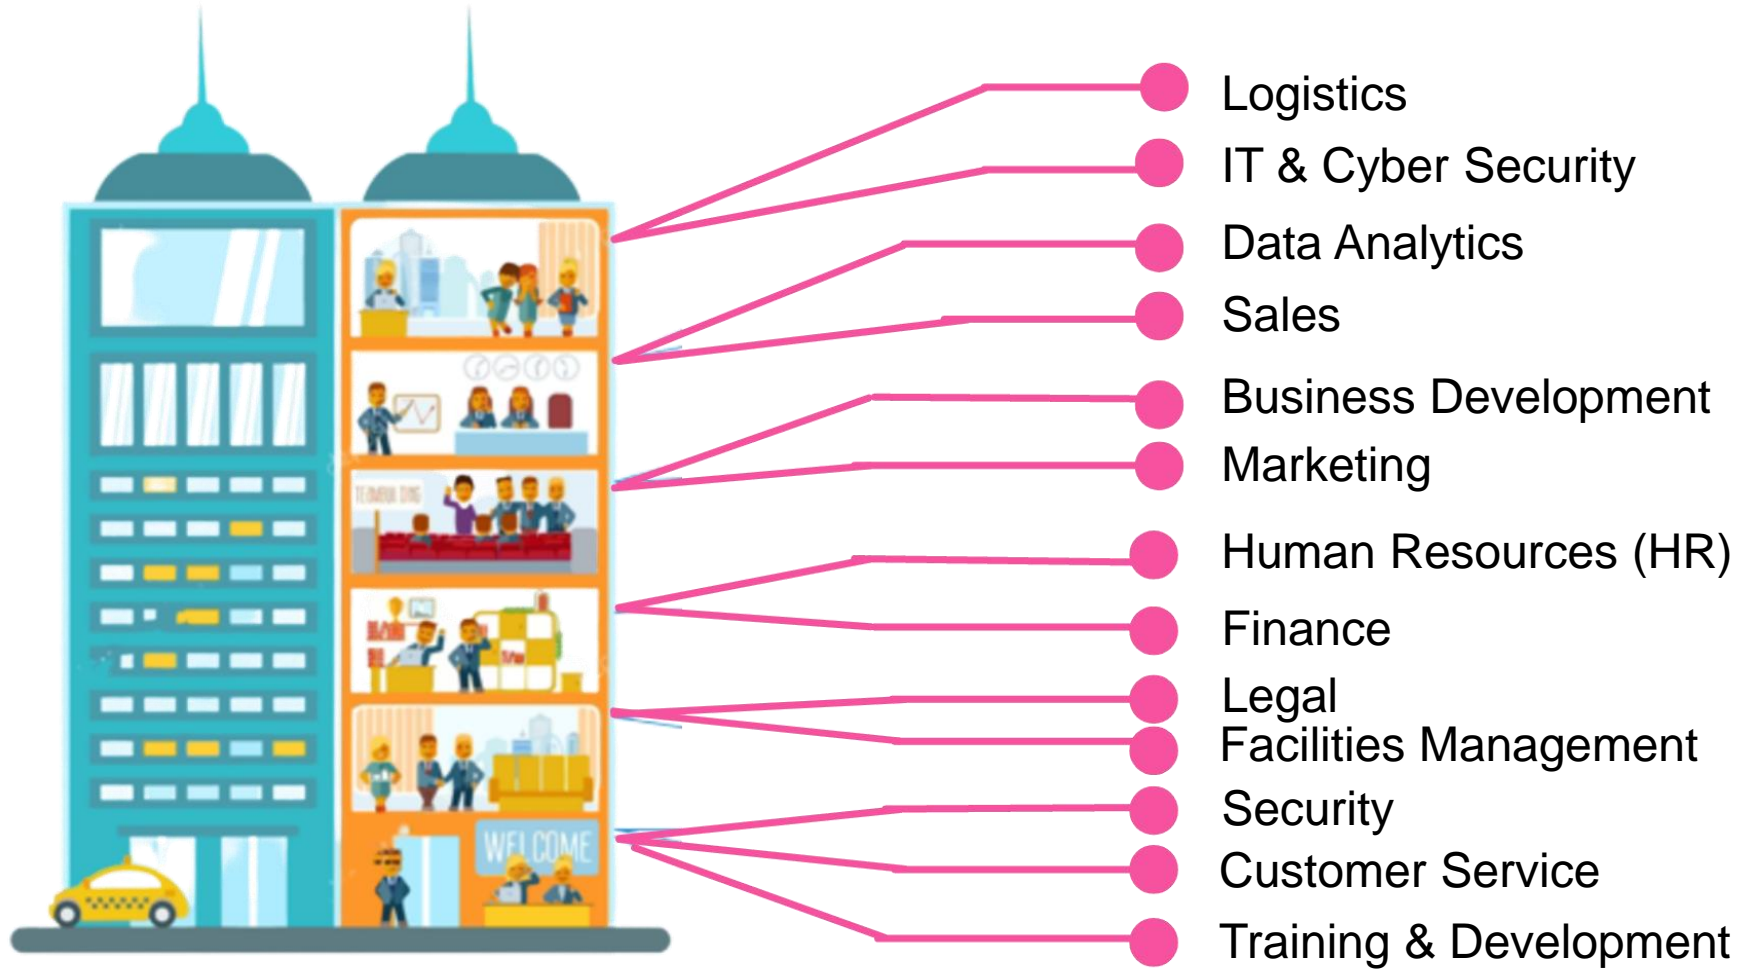 Logistics
IT & Cyber Security
Data Analytics
Sales
Business Development
Marketing
TEAMBUILDING
Human Resources (HR)
Finance
Legal
Facilities Management
Security
WELCOME
Customer Service
Training & Development